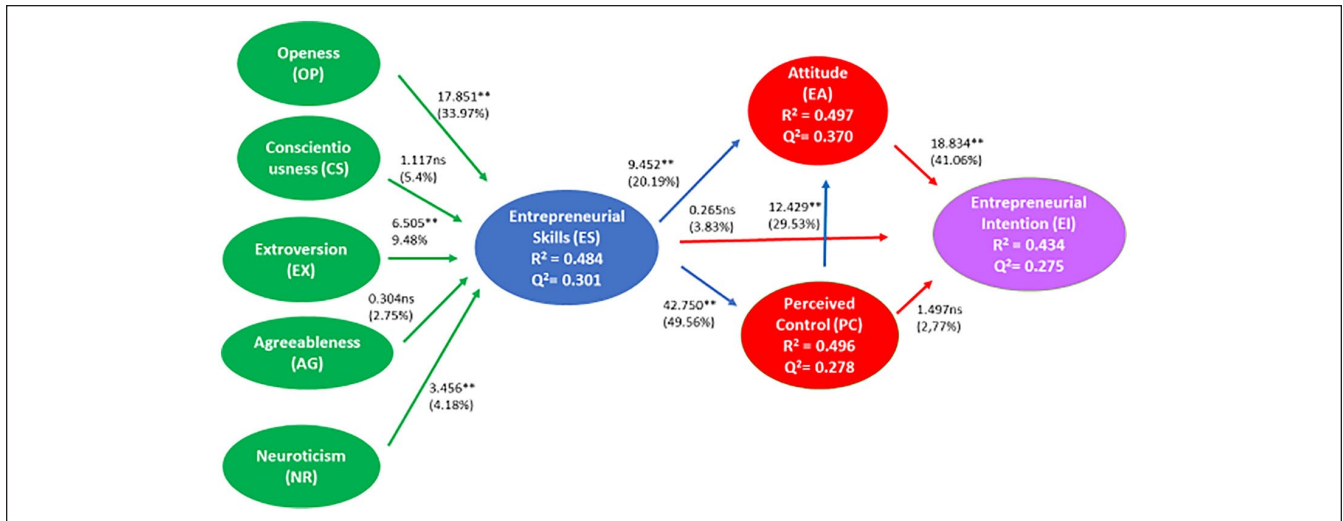 Openess
(OP)
17.851**
(33.97%)
Conscientio
usness (CS)
1.117ns
(5.4%)
Extroversion
(EX)
6.505**
9.48%
Agreeableness
(AG)
0.304ns
(2.75%)
Neuroticism
(NR)
3.456**
(4.18%)
Entrepreneurial
Skills (ES)
R² = 0.484
Q²= 0.301
9.452**
(20.19%)
0.265ns
(3.83%)
42.750**
(49.56%)
Attitude
(EA)
R² = 0.497
Q²= 0.370
12.429**
(29.53%)
Perceived
Control (PC)
R² = 0.496
Q²= 0.278
18.834**
(41.06%)
1.497ns
(2,77%)
Entrepreneurial
Intention (EI)
R² = 0.434
Q²= 0.275